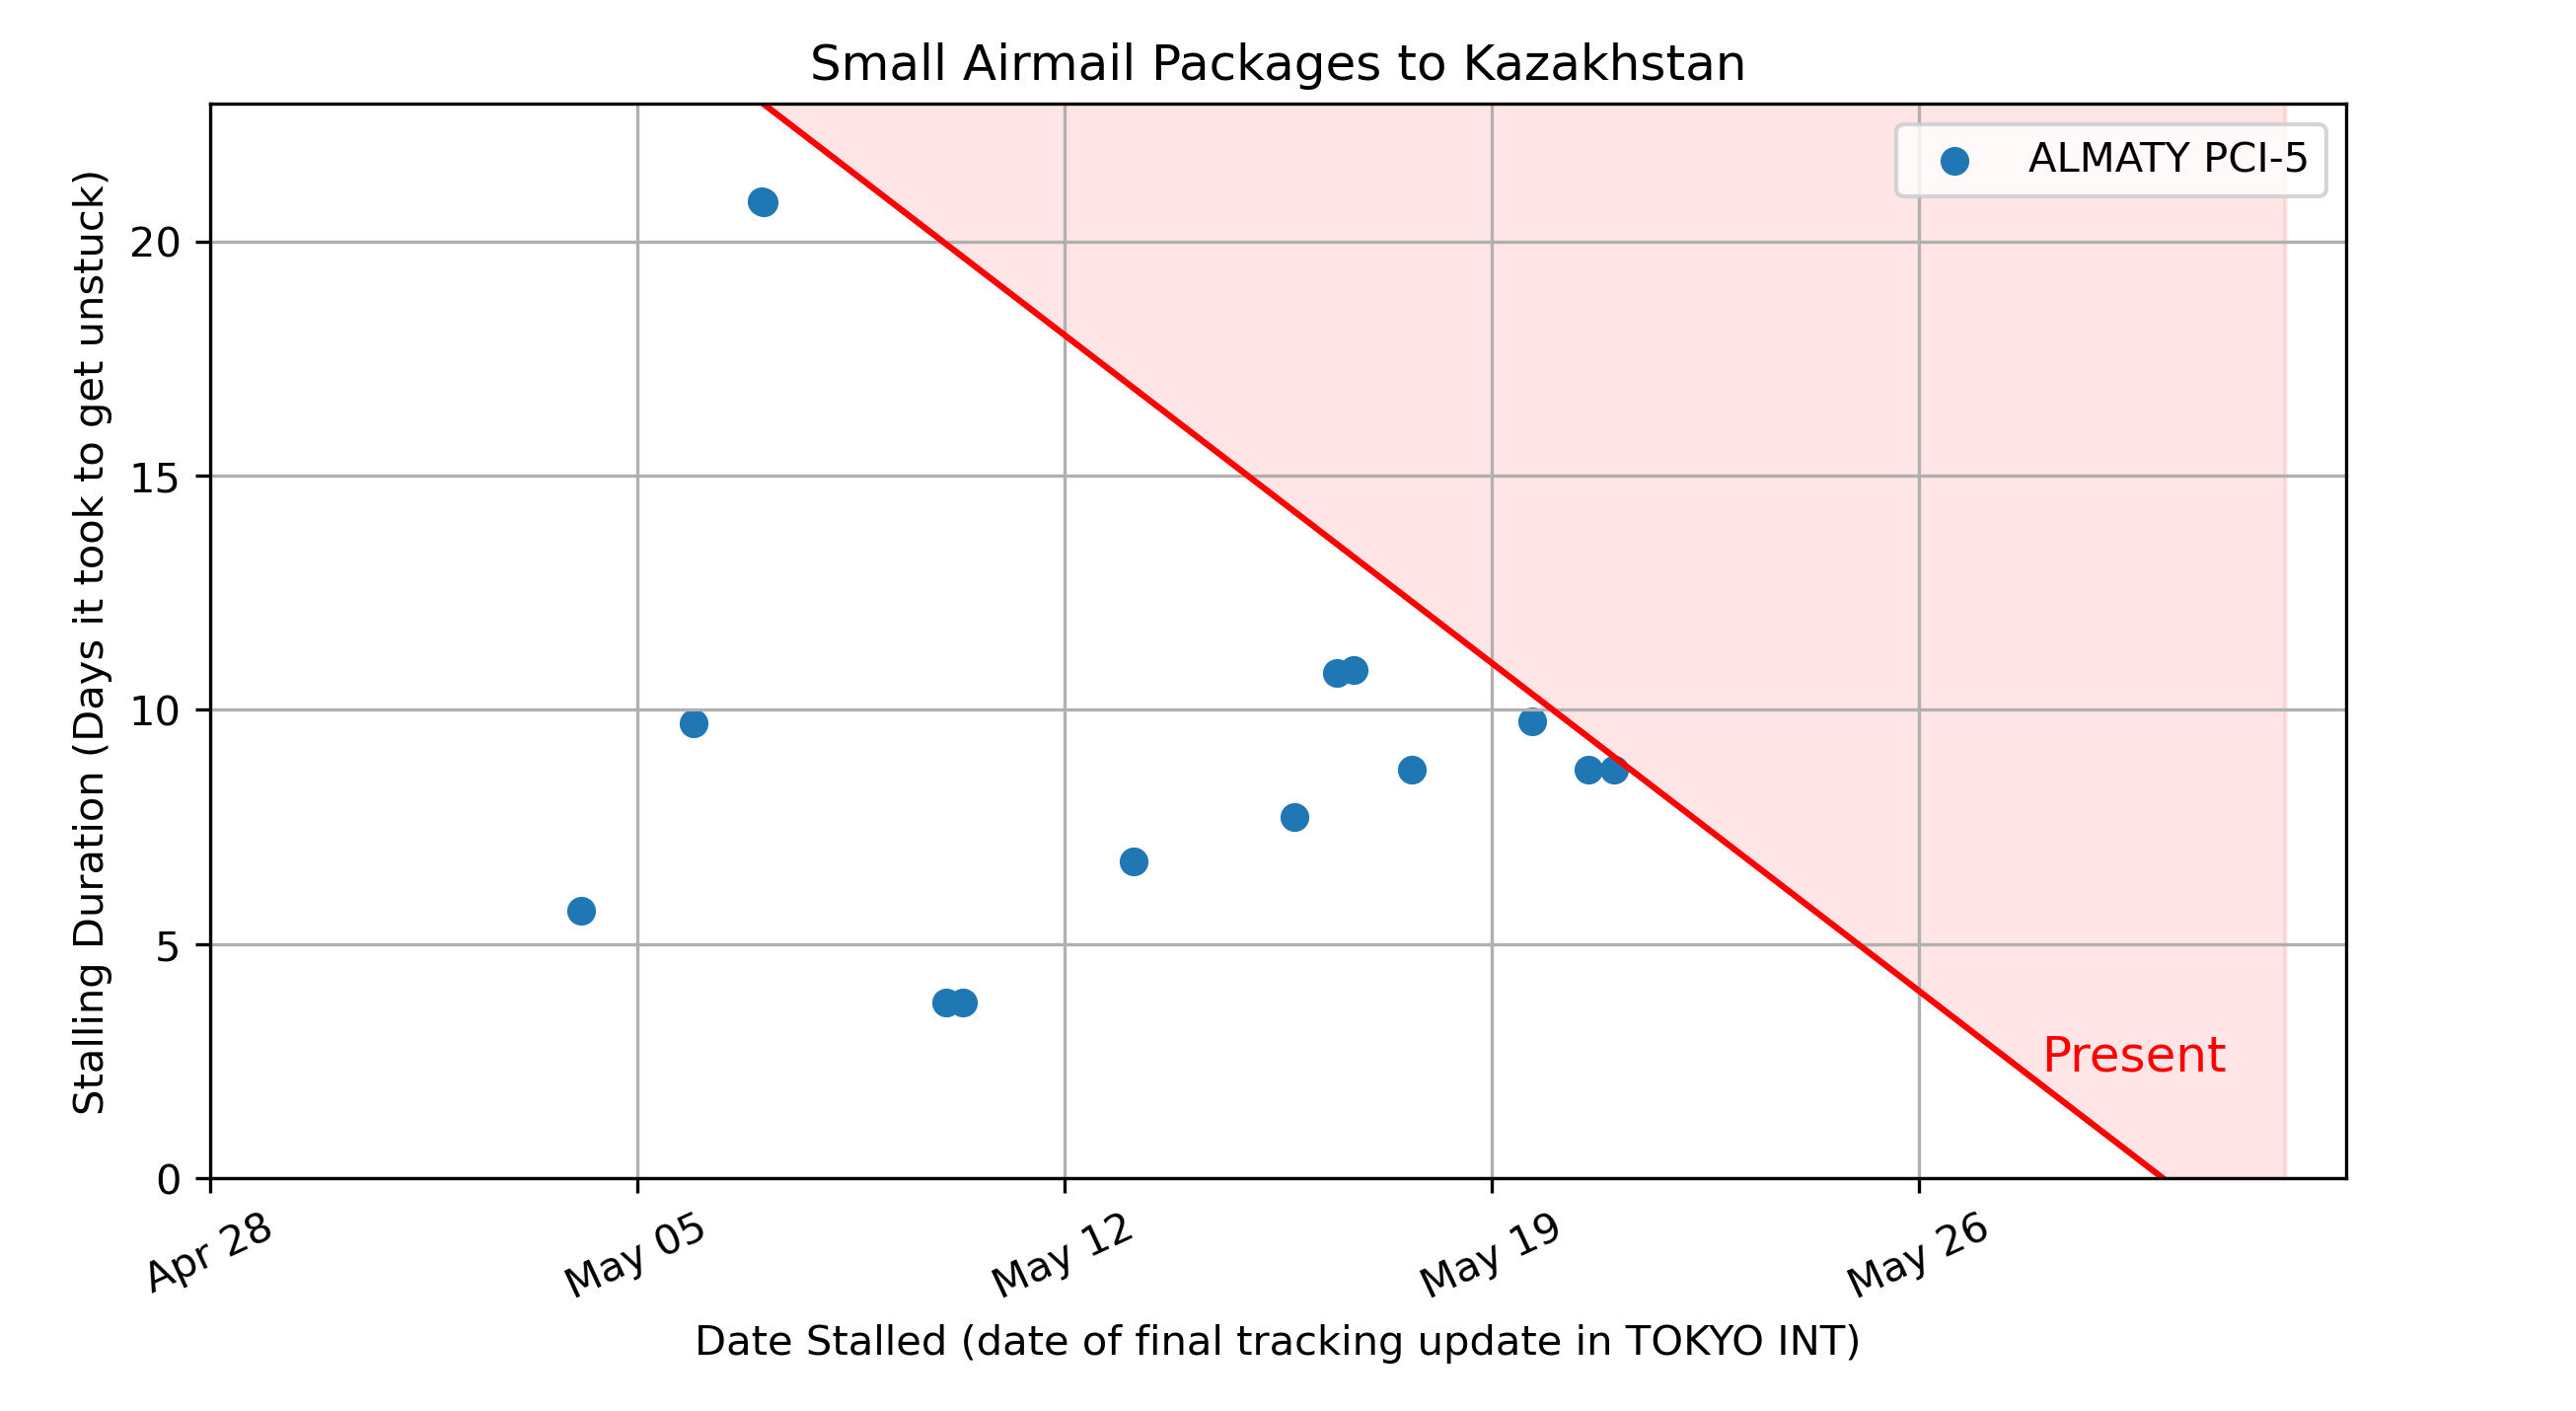 Small Airmail Packages to Kazakhstan
ALMATY PCI-5
Stalling Duration (Days it took to get unstuck)
20
15
10
5
0
Present
Apr 28
May 05
May 12
May 19
May 26
Date Stalled (date of final tracking update in TOKYO INT)